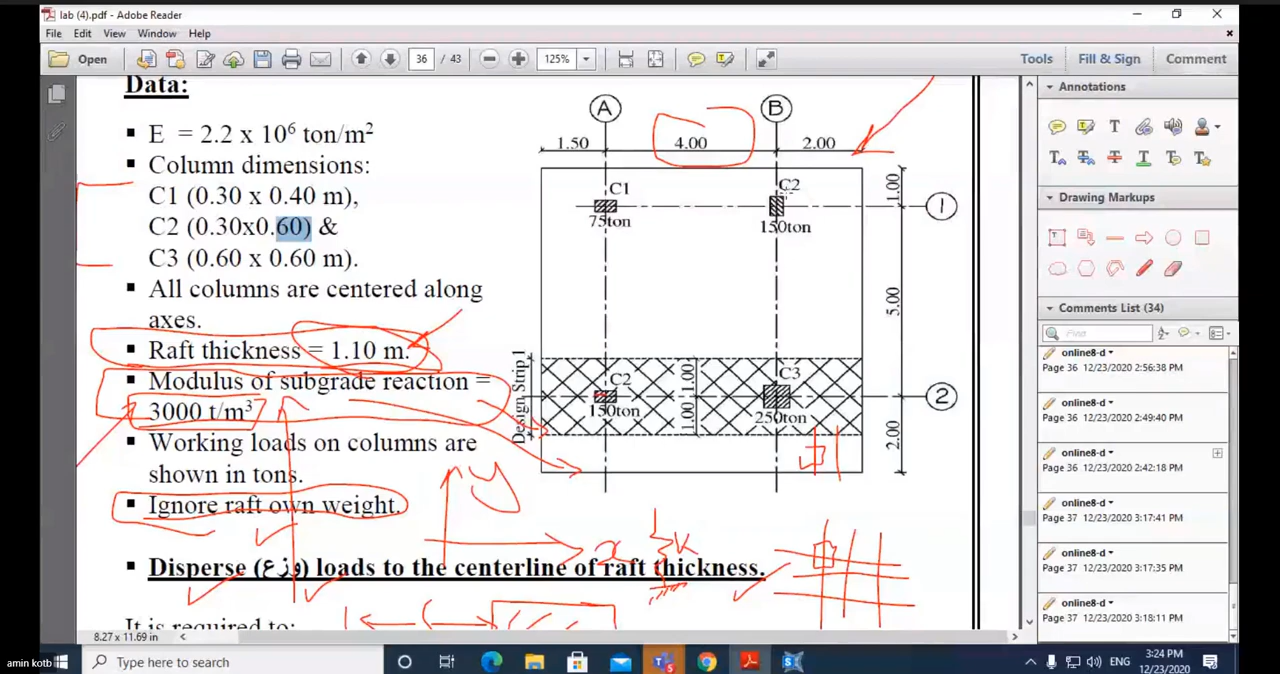 lab (4).pdf - Adobe Reader
File Edit View Window Help
Open 36 / 43 125% Tools Fill & Sign Comment
Data:
E = 2.2 x 10⁶ ton/m²
Column dimensions:
C1 (0.30 x 0.40 m),
C2 (0.30x0.60) &
C3 (0.60 x 0.60 m).
All columns are centered along
axes.
Raft thickness = 1.10 m.
Modulus of subgrade reaction =
3000 t/m³
Working loads on columns are
shown in tons.
Ignore raft own weight.
Disperse (وزع) loads to the centerline of raft thickness.
It is required to:
A B
1.50 4.00 2.00
C1 C2
75ton 150ton
1.00
1
5.00
Design Strip 1
C2 1.00 C3
150ton 1.00 250ton
2
2.00
y
x
K
Annotations
T
T T T T T
Drawing Markups
T
Comments List (34)
Find
online8-d
Page 36 12/23/2020 2:56:38 PM
online8-d
Page 36 12/23/2020 2:49:40 PM
online8-d
Page 36 12/23/2020 2:42:18 PM
online8-d
Page 37 12/23/2020 3:17:41 PM
online8-d
Page 37 12/23/2020 3:17:35 PM
online8-d
Page 37 12/23/2020 3:18:11 PM
8.27 x 11.69 in
amin kotb
Type here to search
ENG
3:24 PM
12/23/2020